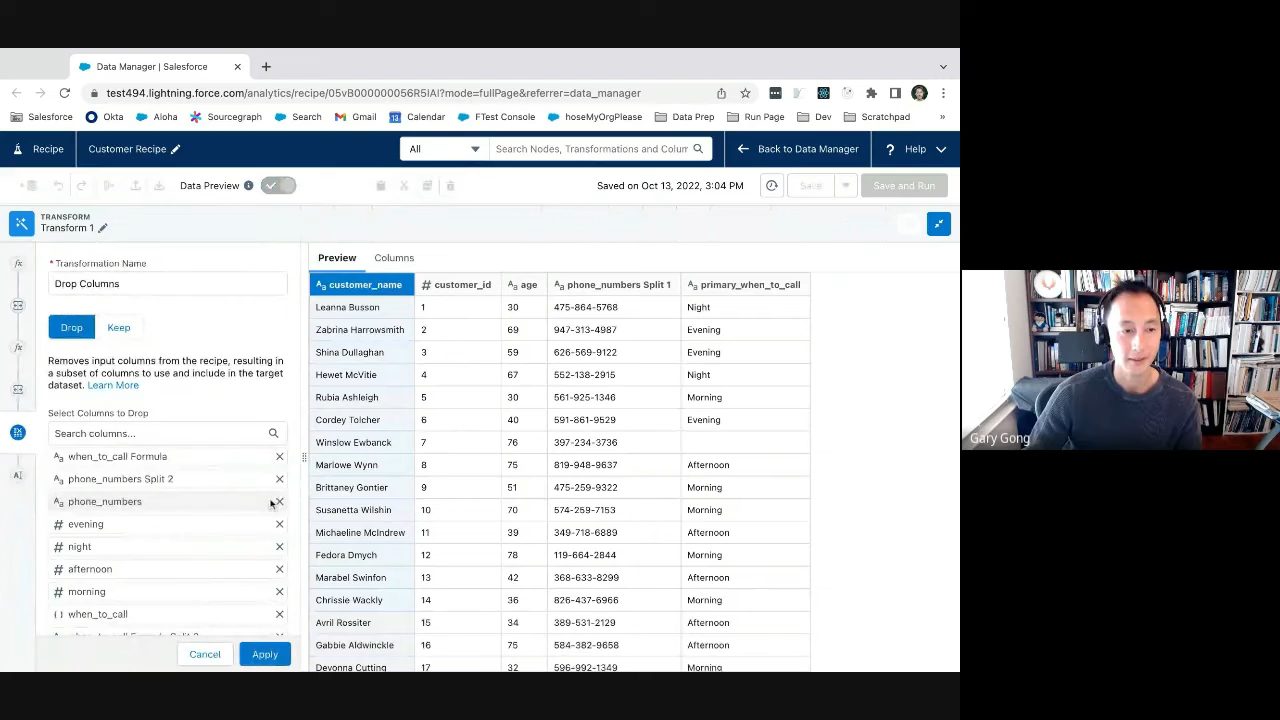 Data Manager | Salesforce
test494.lightning.force.com/analytics/recipe/05vB000000056R5IAI?mode=fullPage&referrer=data_manager
Salesforce Okta Aloha Sourcegraph Search Gmail Calendar FTest Console hoseMyOrgPlease Data Prep Run Page Dev Scratchpad »
Recipe Customer Recipe All Search Nodes, Transformations and Colum Back to Data Manager ? Help
Data Preview Saved on Oct 13, 2022, 3:04 PM Save Save and Run
TRANSFORM
Transform 1
* Transformation Name
Drop Columns
Drop Keep
Removes input columns from the recipe, resulting in
a subset of columns to use and include in the target
dataset. Learn More
Select Columns to Drop
Search columns...
Aa when_to_call Formula
Aa phone_numbers Split 2
Aa phone_numbers
# evening
# night
# afternoon
# morning
( ) when_to_call
Cancel Apply
Preview Columns
Aa customer_name # customer_id Aa age Aa phone_numbers Split 1 Aa primary_when_to_call
Leanna Busson 1 30 475-864-5768 Night
Zabrina Harrowsmith 2 69 947-313-4987 Evening
Shina Dullaghan 3 59 626-569-9122 Evening
Hewet McVitie 4 67 552-138-2915 Night
Rubia Ashleigh 5 30 561-925-1346 Morning
Cordey Tolcher 6 40 591-861-9529 Evening
Winslow Ewbanck 7 76 397-234-3736
Marlowe Wynn 8 75 819-948-9637 Afternoon
Brittaney Gontier 9 51 475-259-9322 Morning
Susanetta Wilshin 10 70 574-259-7153 Morning
Michaeline McIndrew 11 39 349-718-6889 Afternoon
Fedora Dmych 12 78 119-664-2844 Morning
Marabel Swinfon 13 42 368-633-8299 Afternoon
Chrissie Wackly 14 36 826-437-6966 Morning
Avril Rossiter 15 34 389-531-2129 Afternoon
Gabbie Aldwinckle 16 75 584-382-9658 Afternoon
Devonna Cutting 17 32 596-992-1349 Morning
Gary Gong